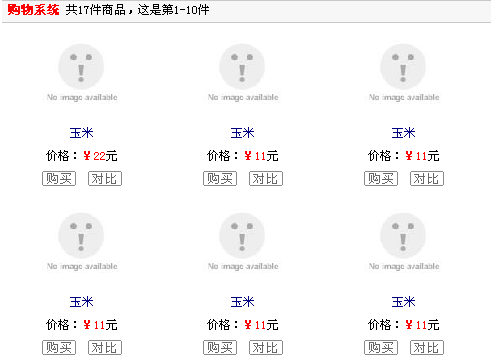 购物系统 共17件商品，这是第1-10件
No image available No image available No image available
玉米 玉米 玉米
价格：￥22元 价格：￥11元 价格：￥11元
购买 对比 购买 对比 购买 对比
No image available No image available No image available
玉米 玉米 玉米
价格：￥11元 价格：￥11元 价格：￥11元
购买 对比 购买 对比 购买 对比